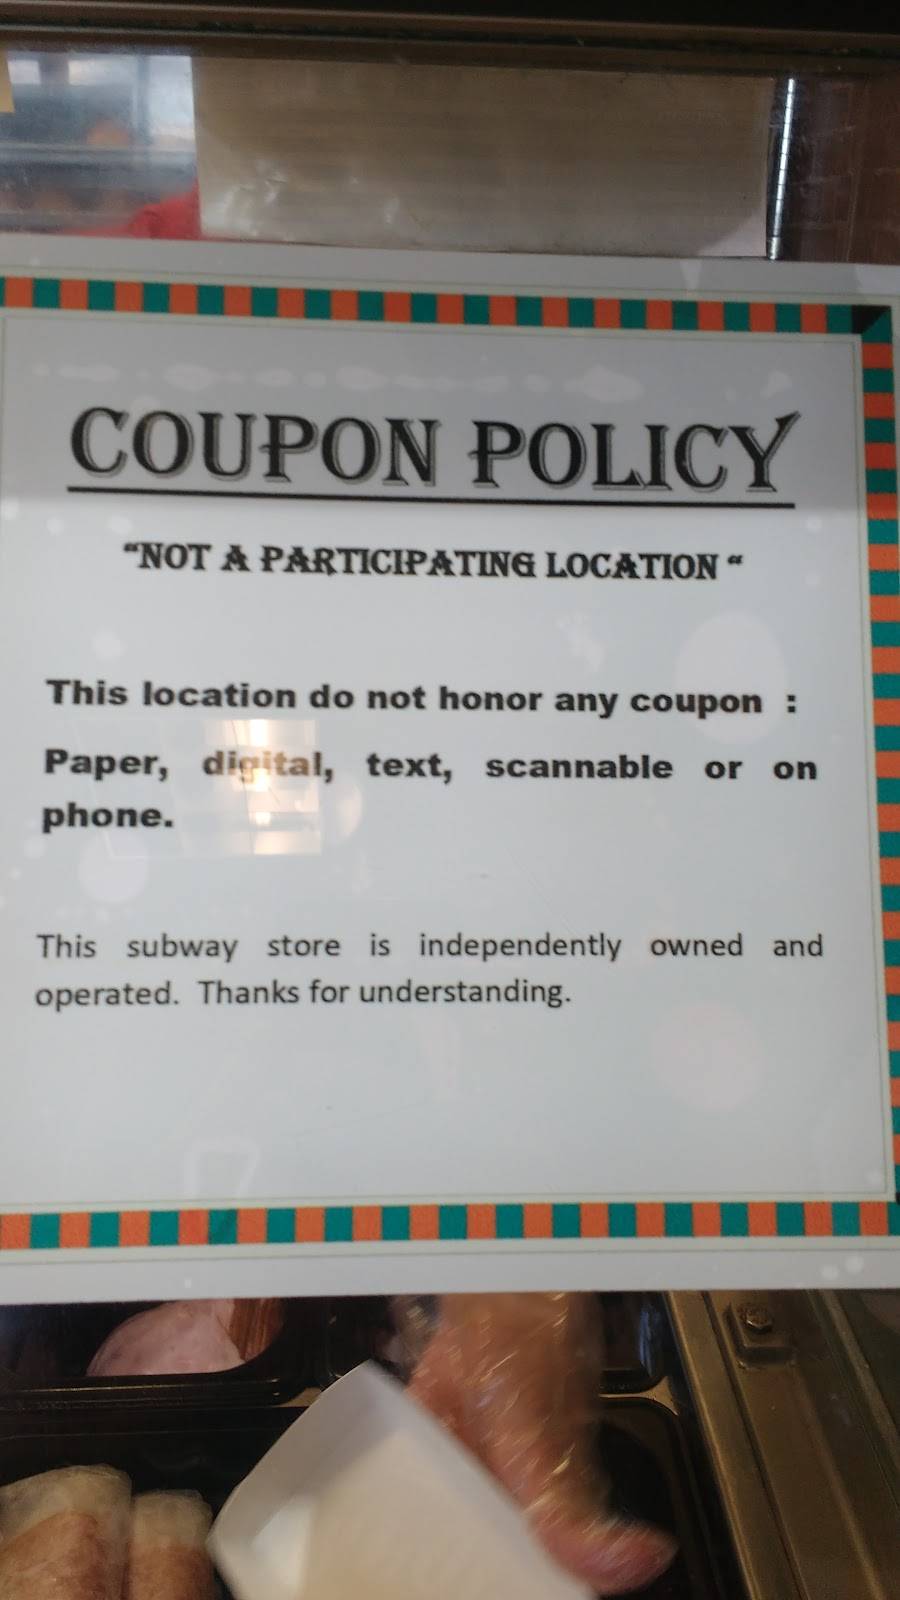 COUPON POLICY
“NOT A PARTICIPATING LOCATION “
This location do not honor any coupon :
Paper, digital, text, scannable or on
phone.
This subway store is independently owned and
operated. Thanks for understanding.